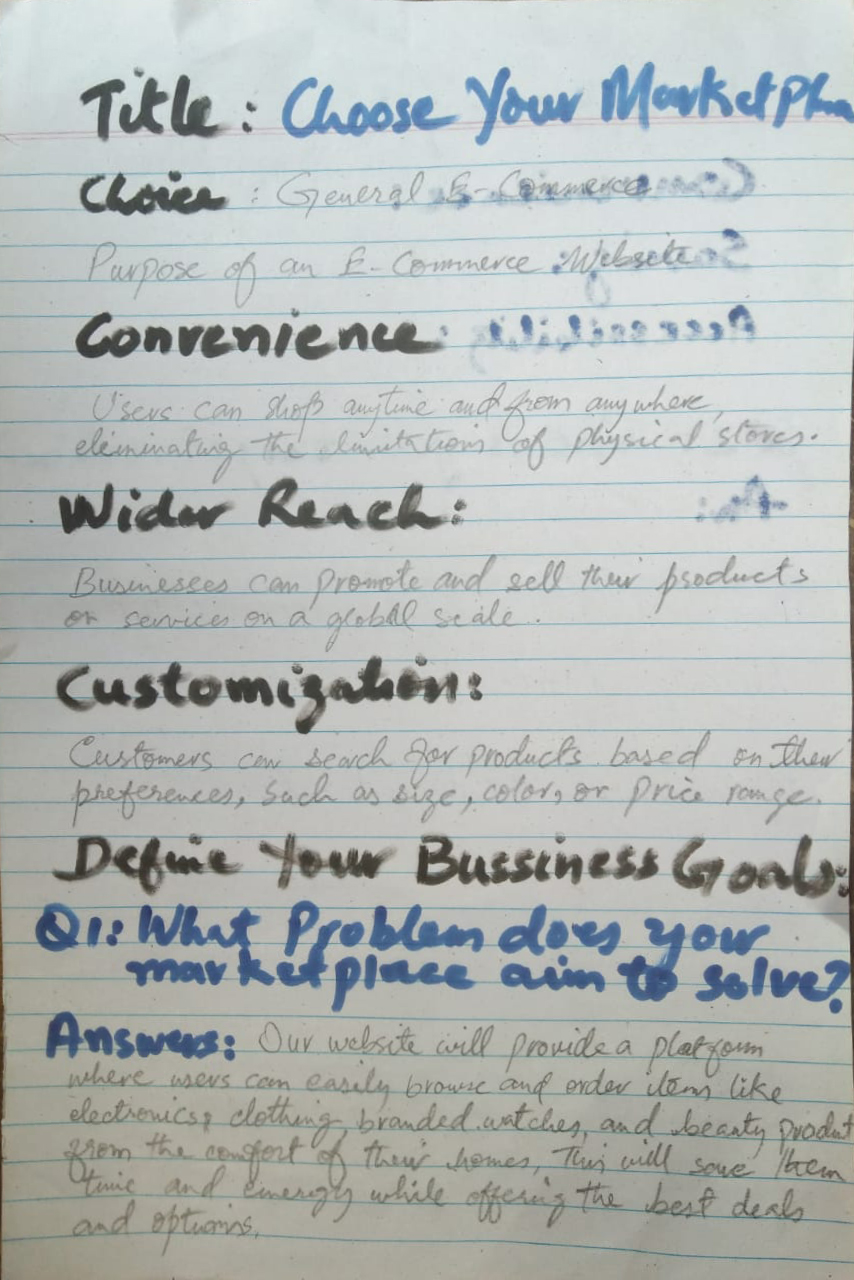 Title: Choose Your Marketpla
Choice: General E-Commerce
Purpose of an E-Commerce Website
Convenience:
Users can shop anytime and from anywhere,
eleminating the limitations of physical stores.
Wider Reach:
Businesses can promote and sell their products
or services on a global scale.
Customization:
Customers can search for products based on their
preferences, such as size, color, or price range.
Define Your Bussiness Goals:
Q1: What Problem does your
marketplace aim to solve?
Answers: Our website will provide a platform
where users can easily browse and order items like
electronics, clothing, branded watches, and beauty product
from the comfort of their homes, This will save them
time and energy while offering the best deals
and options.